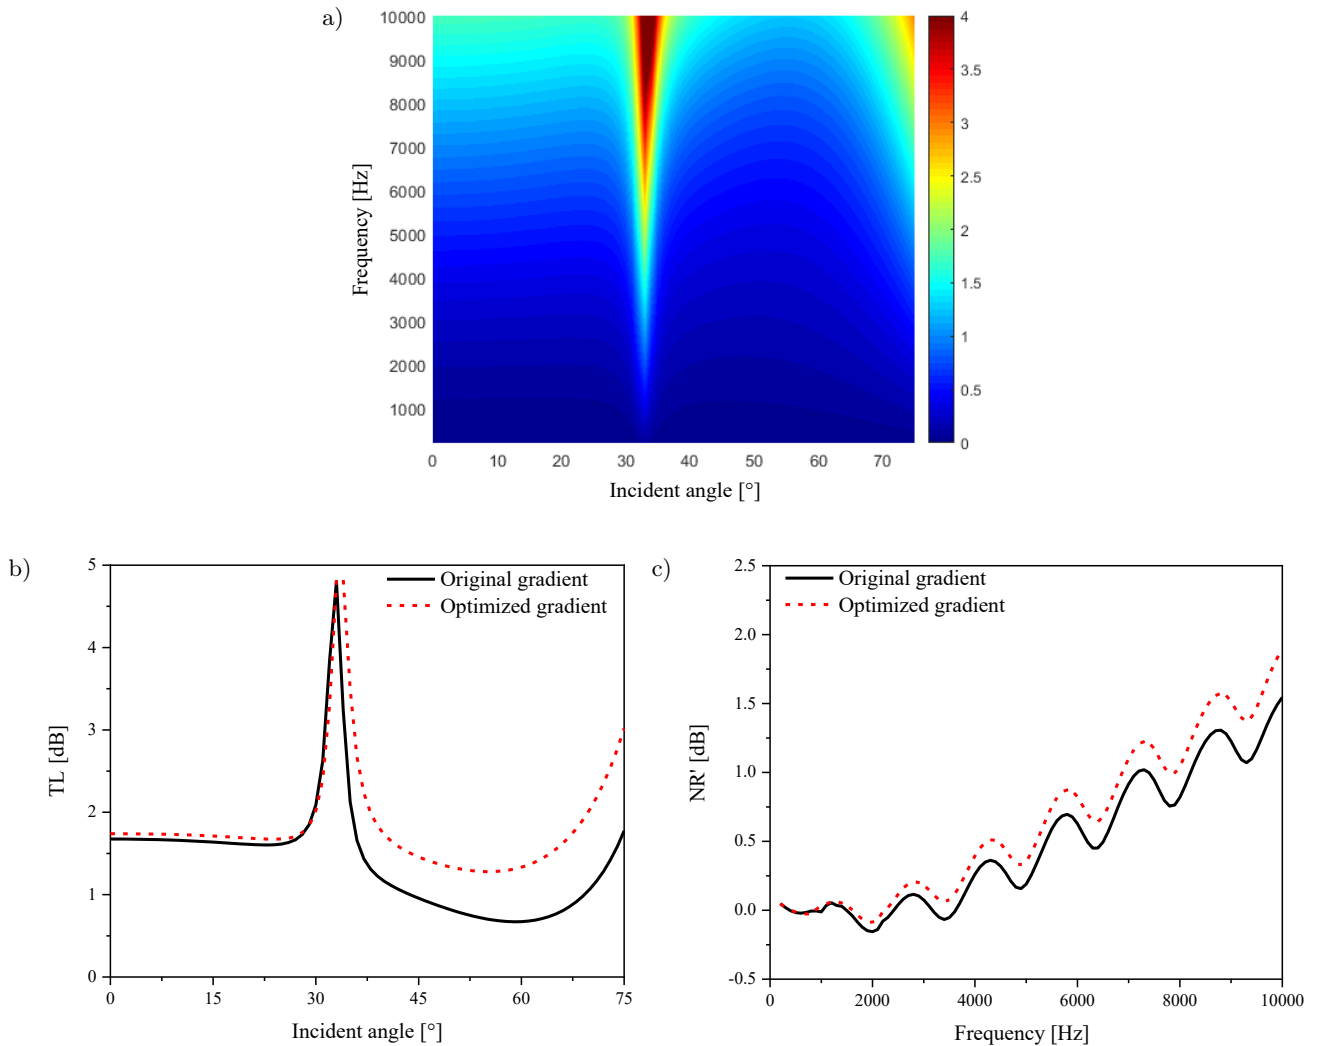 a)
10000
9000
8000
7000
6000
5000
4000
3000
2000
1000
Frequency [Hz]
0 10 20 30 40 50 60 70
Incident angle [°]
4
3.5
3
2.5
2
1.5
1
0.5
0
b)
5
4
3
2
1
0
TL [dB]
Original gradient
Optimized gradient
0 15 30 45 60 75
Incident angle [°]
c)
2.5
2.0
1.5
1.0
0.5
0.0
-0.5
NR' [dB]
Original gradient
Optimized gradient
0 2000 4000 6000 8000 10000
Frequency [Hz]